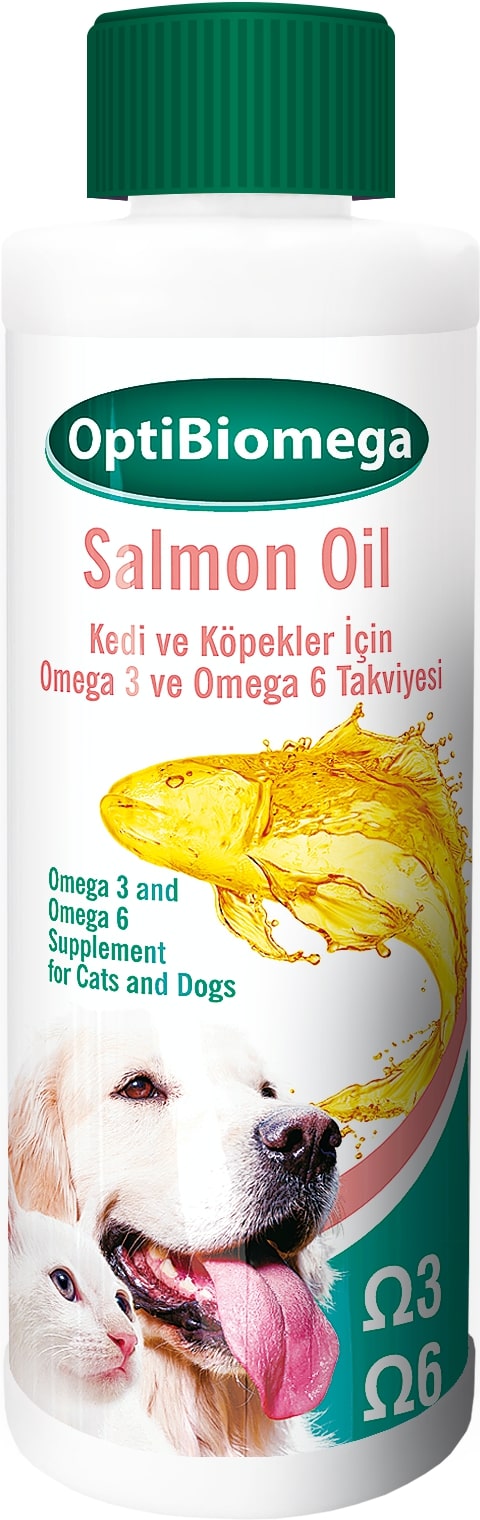 OptiBiomega
Salmon Oil
Kedi ve Köpekler İçin
Omega 3 ve Omega 6 Takviyesi
Omega 3 and
Omega 6
Supplement
for Cats and Dogs
Ω3
Ω6